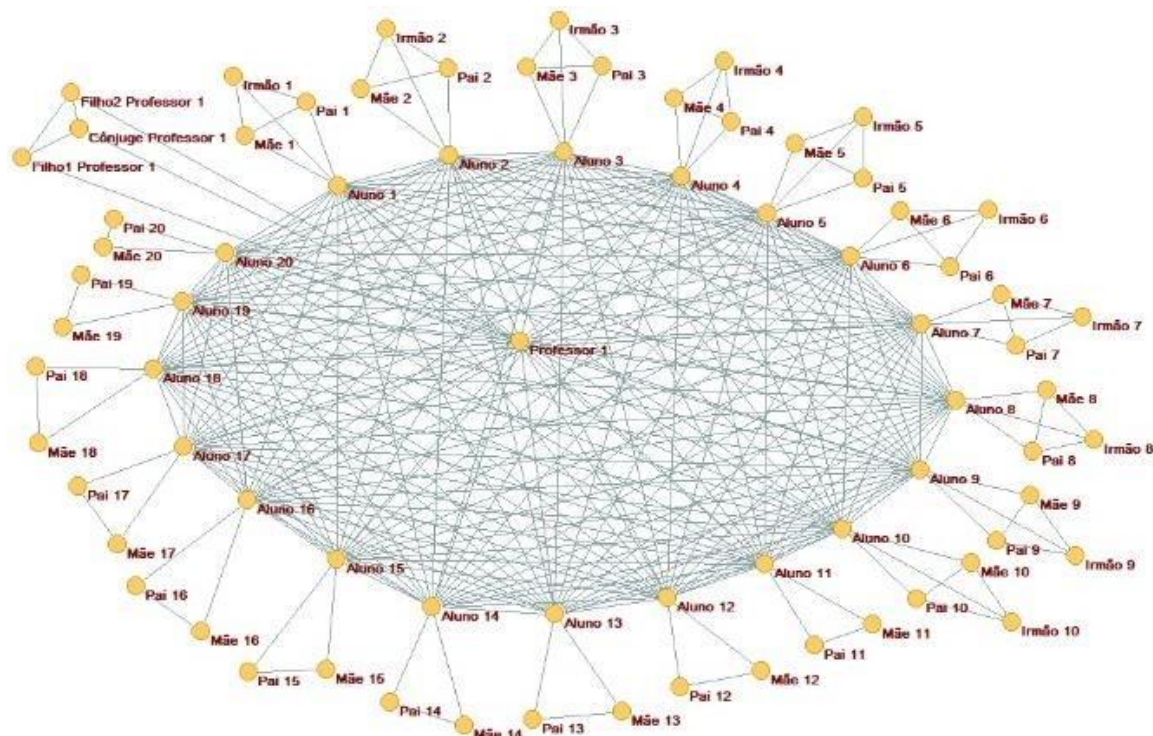 Irmão 3
Irmão 2
Mãe 3
Pai 3
Pai 2
Mãe 2
Irmão 4
Mãe 4
Pai 4
Irmão 1
Pai 1
Mãe 1
Filho2 Professor 1
Cônjuge Professor 1
Filho1 Professor 1
Irmão 5
Mãe 5
Pai 5
Aluno 1
Aluno 2
Aluno 3
Aluno 4
Aluno 5
Mãe 6
Irmão 6
Pai 6
Aluno 6
Pai 20
Mãe 20
Aluno 20
Pai 19
Mãe 19
Aluno 19
Mãe 7
Irmão 7
Pai 7
Aluno 7
Professor 1
Pai 18
Mãe 18
Aluno 18
Aluno 8
Mãe 8
Irmão 8
Pai 8
Aluno 17
Pai 17
Mãe 17
Aluno 9
Mãe 9
Pai 9
Irmão 9
Aluno 16
Pai 16
Mãe 16
Aluno 10
Mãe 10
Pai 10
Irmão 10
Aluno 15
Pai 15
Mãe 15
Aluno 11
Mãe 11
Pai 11
Aluno 14
Pai 14
Mãe 14
Aluno 13
Pai 13
Mãe 13
Aluno 12
Pai 12
Mãe 12